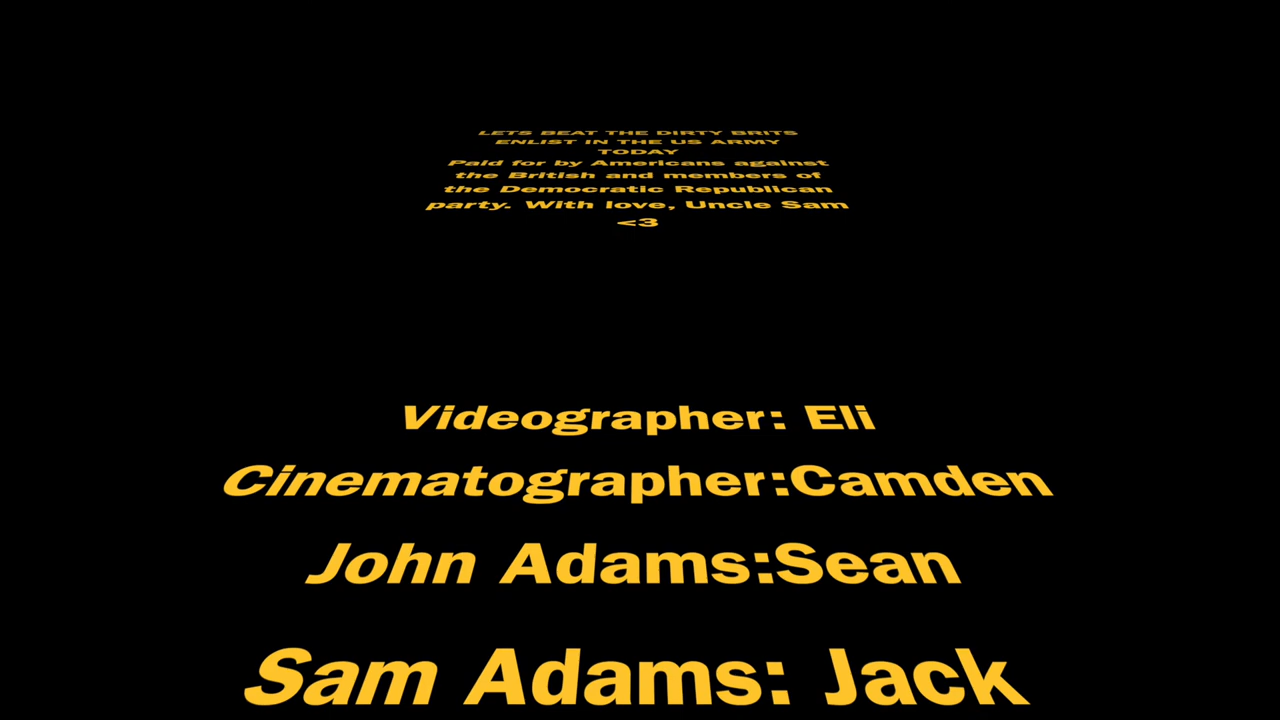 LETS BEAT THE DIRTY BRITS
ENLIST IN THE US ARMY
TODAY
Paid for by Americans against
the British and members of
the Democratic Republican
party. With love, Uncle Sam
<3
Videographer: Eli
Cinematographer:Camden
John Adams:Sean
Sam Adams: Jack